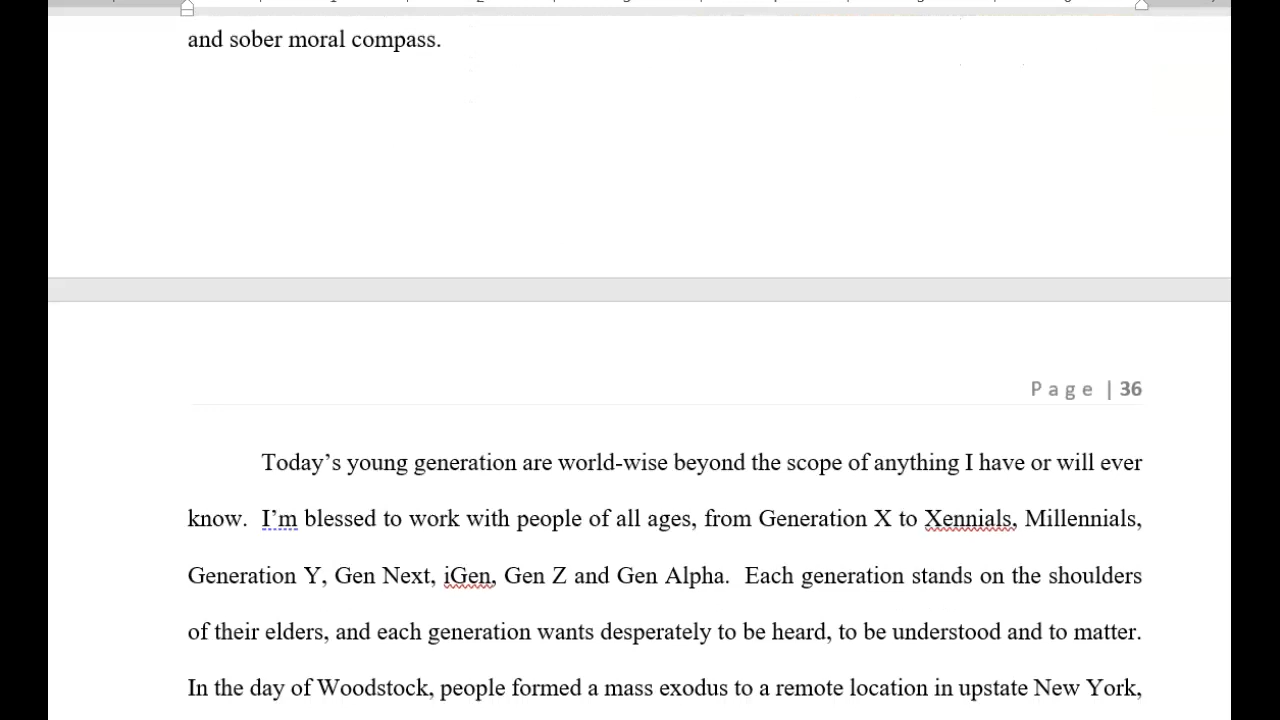 and sober moral compass.
Page | 36
Today’s young generation are world-wise beyond the scope of anything I have or will ever
know.  I’m blessed to work with people of all ages, from Generation X to Xennials, Millennials,
Generation Y, Gen Next, iGen, Gen Z and Gen Alpha.  Each generation stands on the shoulders
of their elders, and each generation wants desperately to be heard, to be understood and to matter.
In the day of Woodstock, people formed a mass exodus to a remote location in upstate New York,